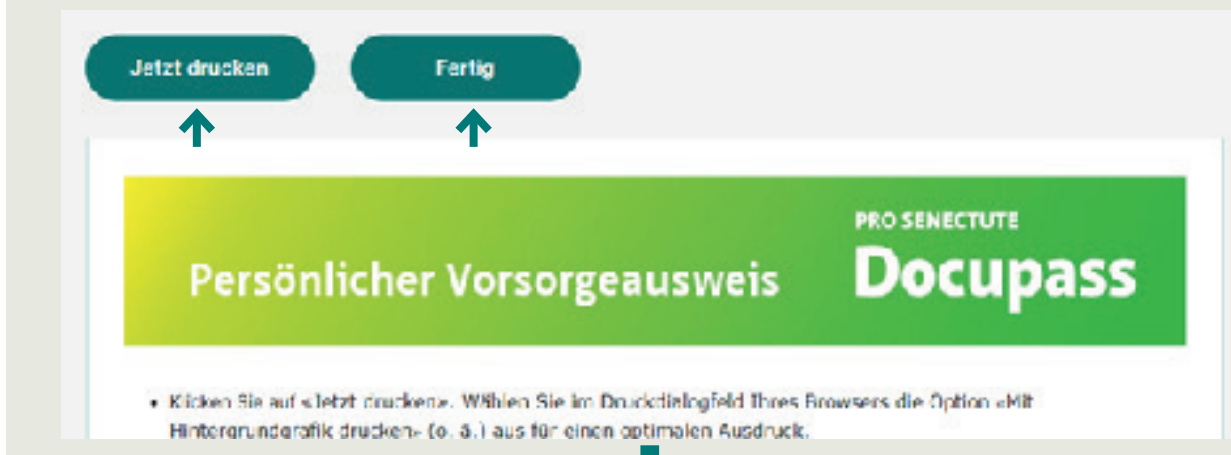 Jetzt drucken
Fertig
PRO SENECTUTE
Persönlicher Vorsorgeausweis
Docupass
• Klicken Sie auf «Jetzt drucken». Wählen Sie im Druckdialogfeld Ihres Browsers die Option «Mit
Hintergrundgrafik drucken» (o. ä.) aus für einen optimalen Ausdruck.